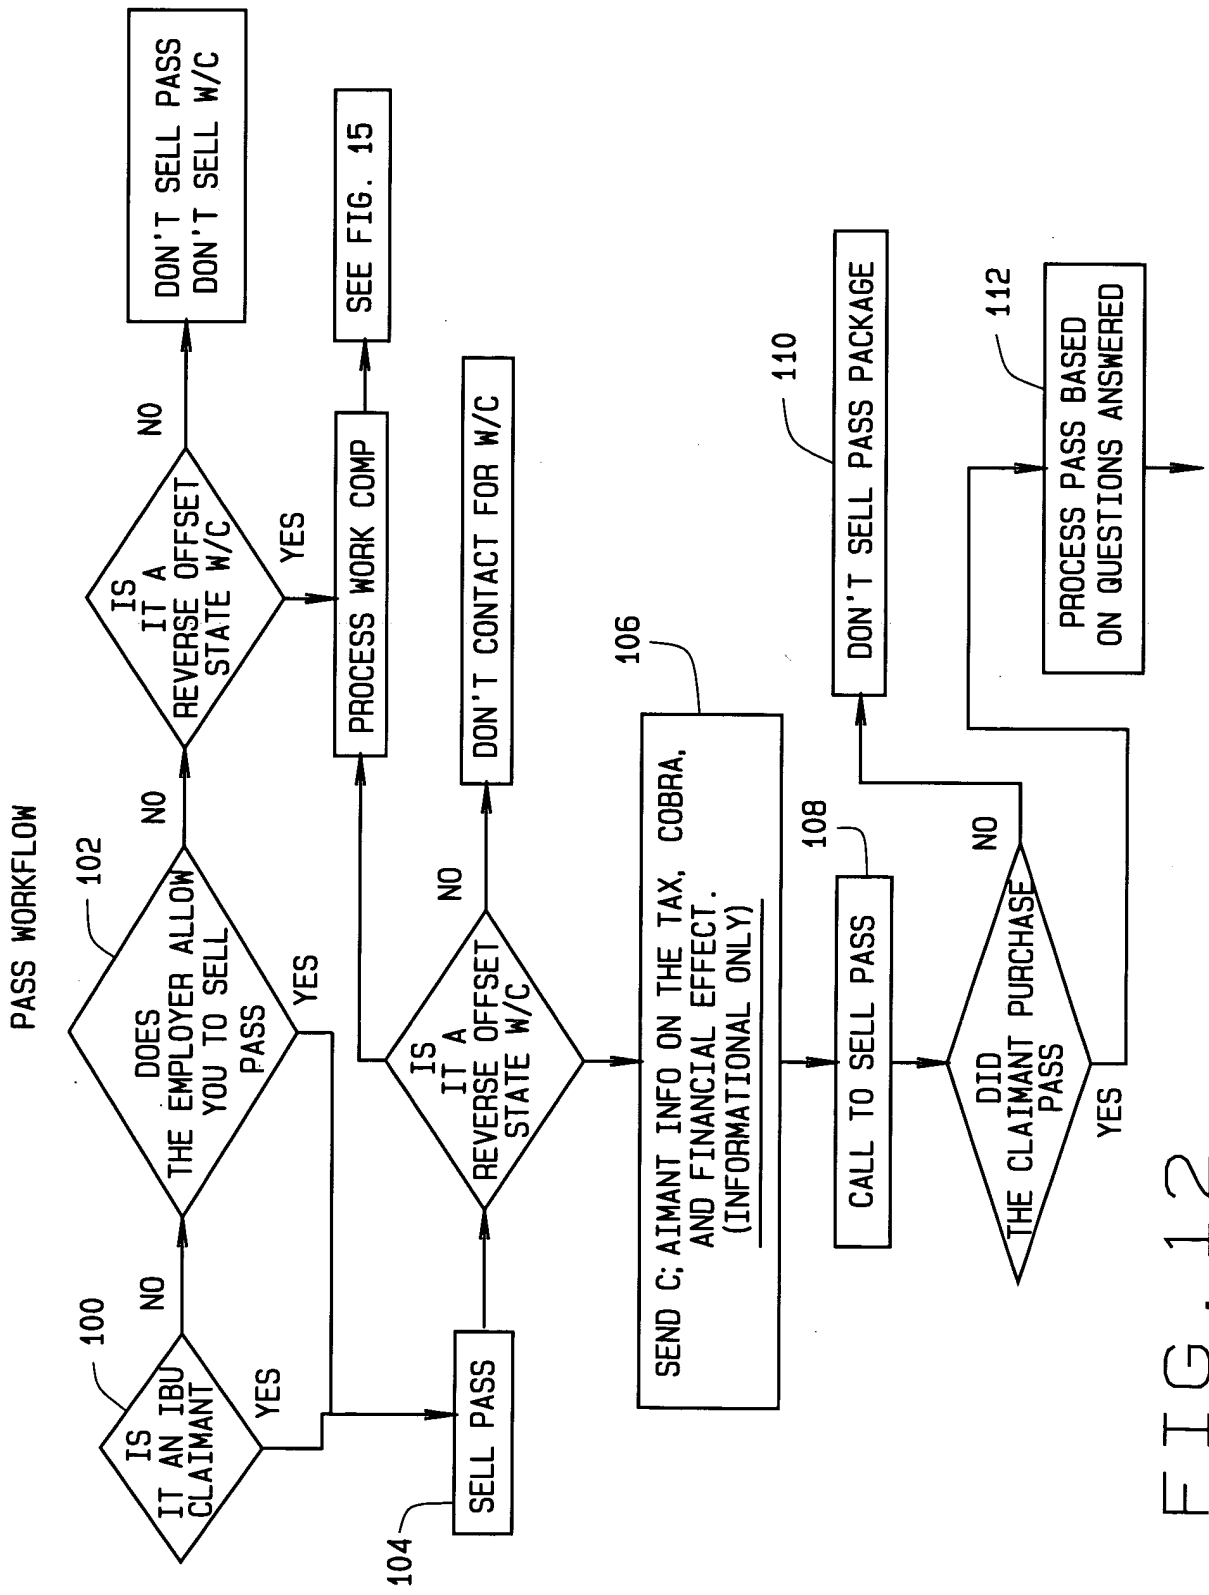 PASS WORKFLOW
100
IS
IT AN IBU
CLAIMANT
NO
YES
102
DOES
THE EMPLOYER ALLOW
YOU TO SELL
PASS
NO
YES
IS
IT A
REVERSE OFFSET
STATE W/C
NO
YES
DON'T SELL PASS
DON'T SELL W/C
PROCESS WORK COMP
SEE FIG. 15
104
SELL PASS
IS
IT A
REVERSE OFFSET
STATE W/C
NO
DON'T CONTACT FOR W/C
106
SEND C; AIMANT INFO ON THE TAX, COBRA,
AND FINANCIAL EFFECT.
(INFORMATIONAL ONLY)
108
CALL TO SELL PASS
DID
THE CLAIMANT PURCHASE
PASS
NO
YES
110
DON'T SELL PASS PACKAGE
112
PROCESS PASS BASED
ON QUESTIONS ANSWERED
FIG. 12